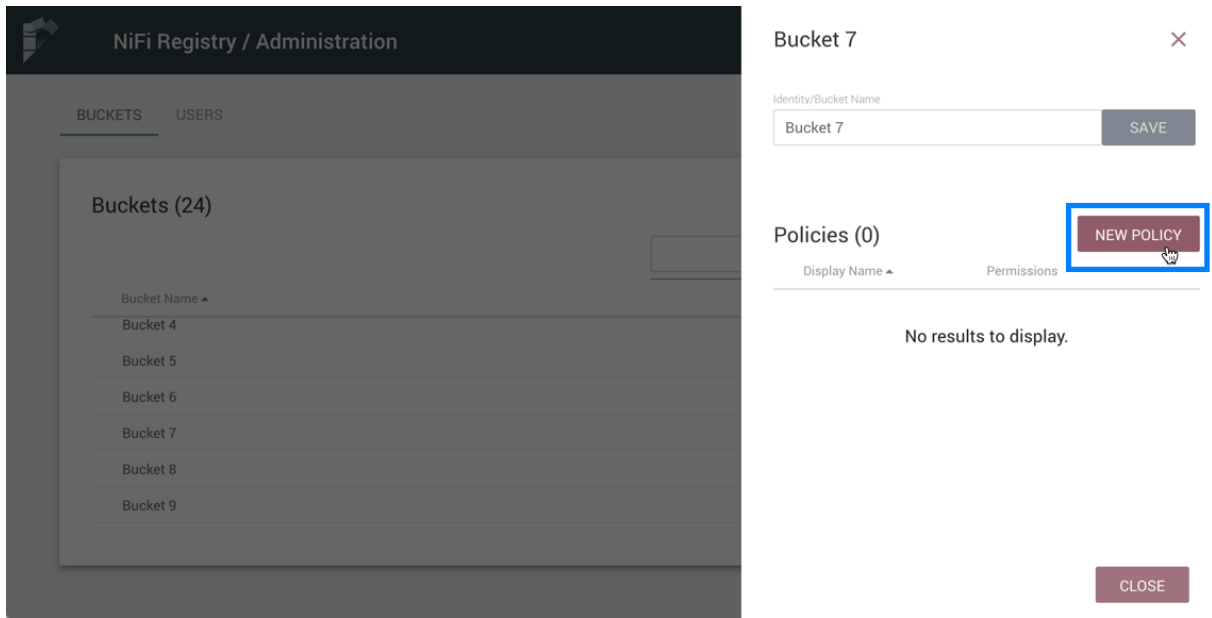 NiFi Registry / Administration
BUCKETS USERS
Buckets (24)
Bucket Name
Bucket 4
Bucket 5
Bucket 6
Bucket 7
Bucket 8
Bucket 9
Bucket 7
Identity/Bucket Name
Bucket 7 SAVE
Policies (0) NEW POLICY
Display Name Permissions
No results to display.
CLOSE